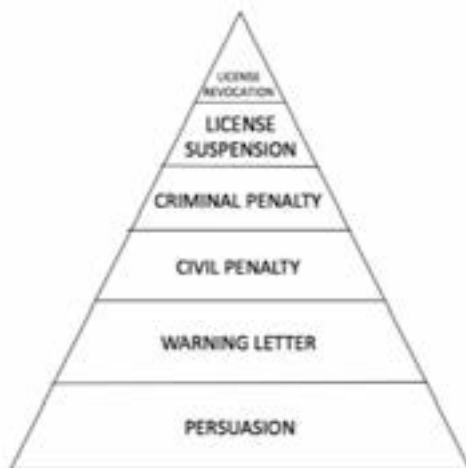 LICENSE
REVOCATION
LICENSE
SUSPENSION
CRIMINAL PENALTY
CIVIL PENALTY
WARNING LETTER
PERSUASION